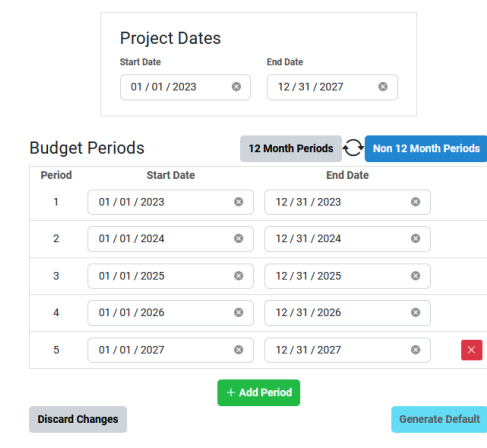 Project Dates
Start Date End Date
01 / 01 / 2023 12 / 31 / 2027
Budget Periods 12 Month Periods Non 12 Month Periods
Period Start Date End Date
1 01 / 01 / 2023 12 / 31 / 2023
2 01 / 01 / 2024 12 / 31 / 2024
3 01 / 01 / 2025 12 / 31 / 2025
4 01 / 01 / 2026 12 / 31 / 2026
5 01 / 01 / 2027 12 / 31 / 2027
+ Add Period
Discard Changes Generate Default